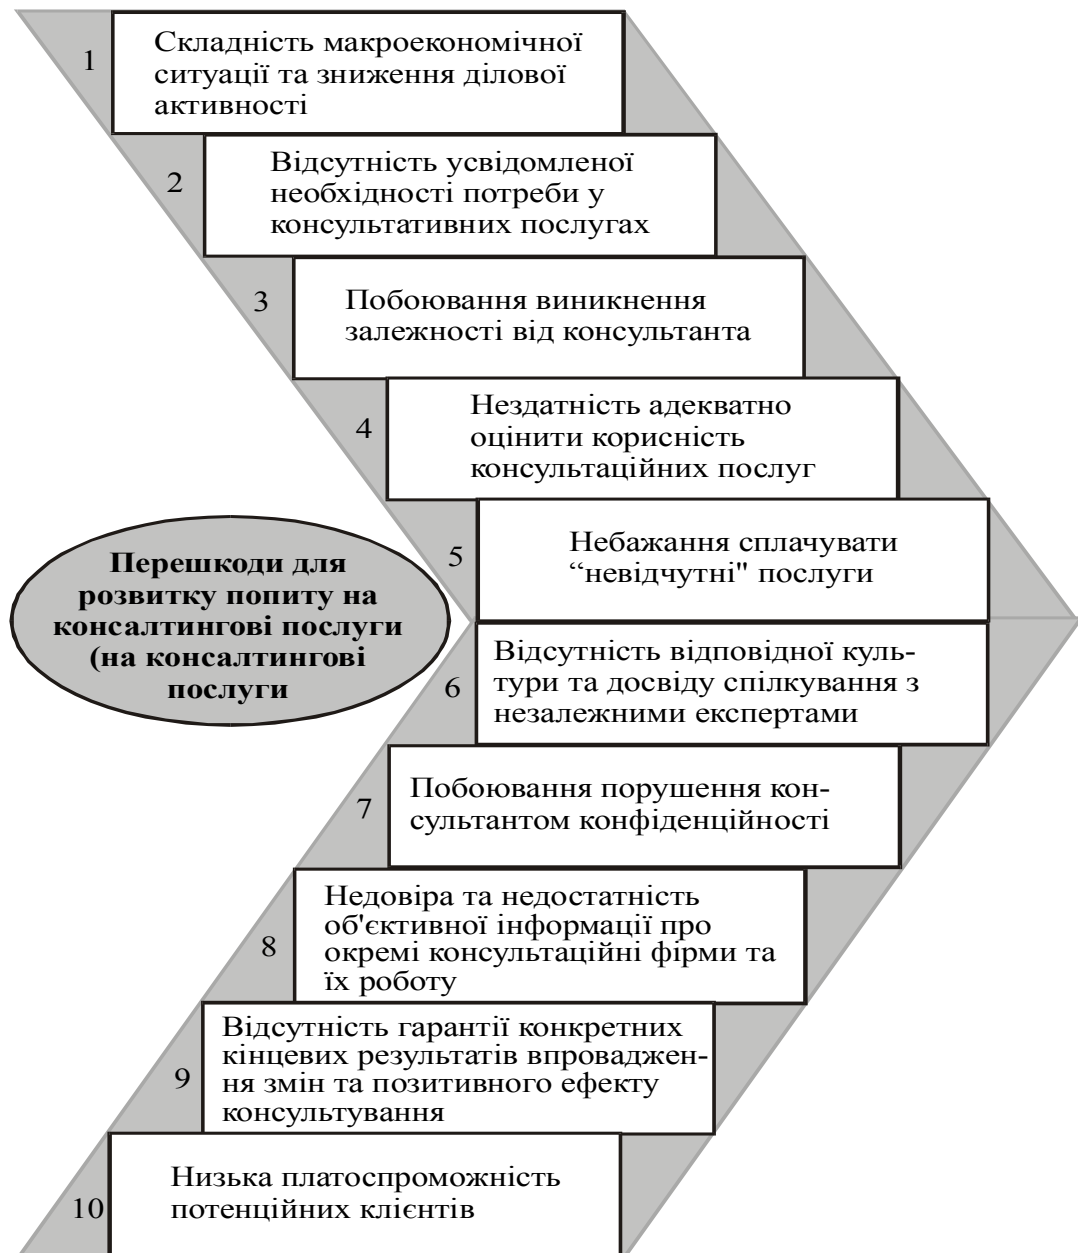 1
Складність макроекономічної
ситуації та зниження ділової
активності
2
Відсутність усвідомленої
необхідності потреби у
консультативних послугах
3
Побоювання виникнення
залежності від консультанта
4
Нездатність адекватно
оцінити корисність
консультаційних послуг
5
Небажання сплачувати
“невідчутні" послуги
Перешкоди для
розвитку попиту на
консалтингові послуги
(на консалтингові
послуги
6
Відсутність відповідної куль-
тури та досвіду спілкування з
незалежними експертами
7
Побоювання порушення кон-
сультантом конфіденційності
8
Недовіра та недостатність
об'єктивної інформації про
окремі консультаційні фірми та
їх роботу
9
Відсутність гарантії конкретних
кінцевих результатів впроваджен-
ня змін та позитивного ефекту
консультування
10
Низька платоспроможність
потенційних клієнтів